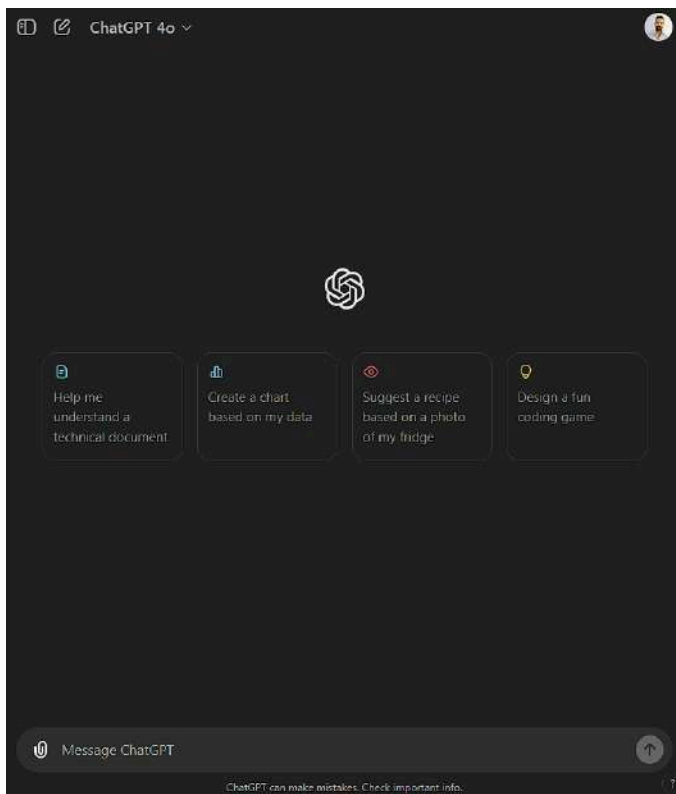 ChatGPT 4o
Help me
understand a
technical document
Create a chart
based on my data
Suggest a recipe
based on a photo
of my fridge
Design a fun
coding game
Message ChatGPT
ChatGPT can make mistakes. Check important info.
?